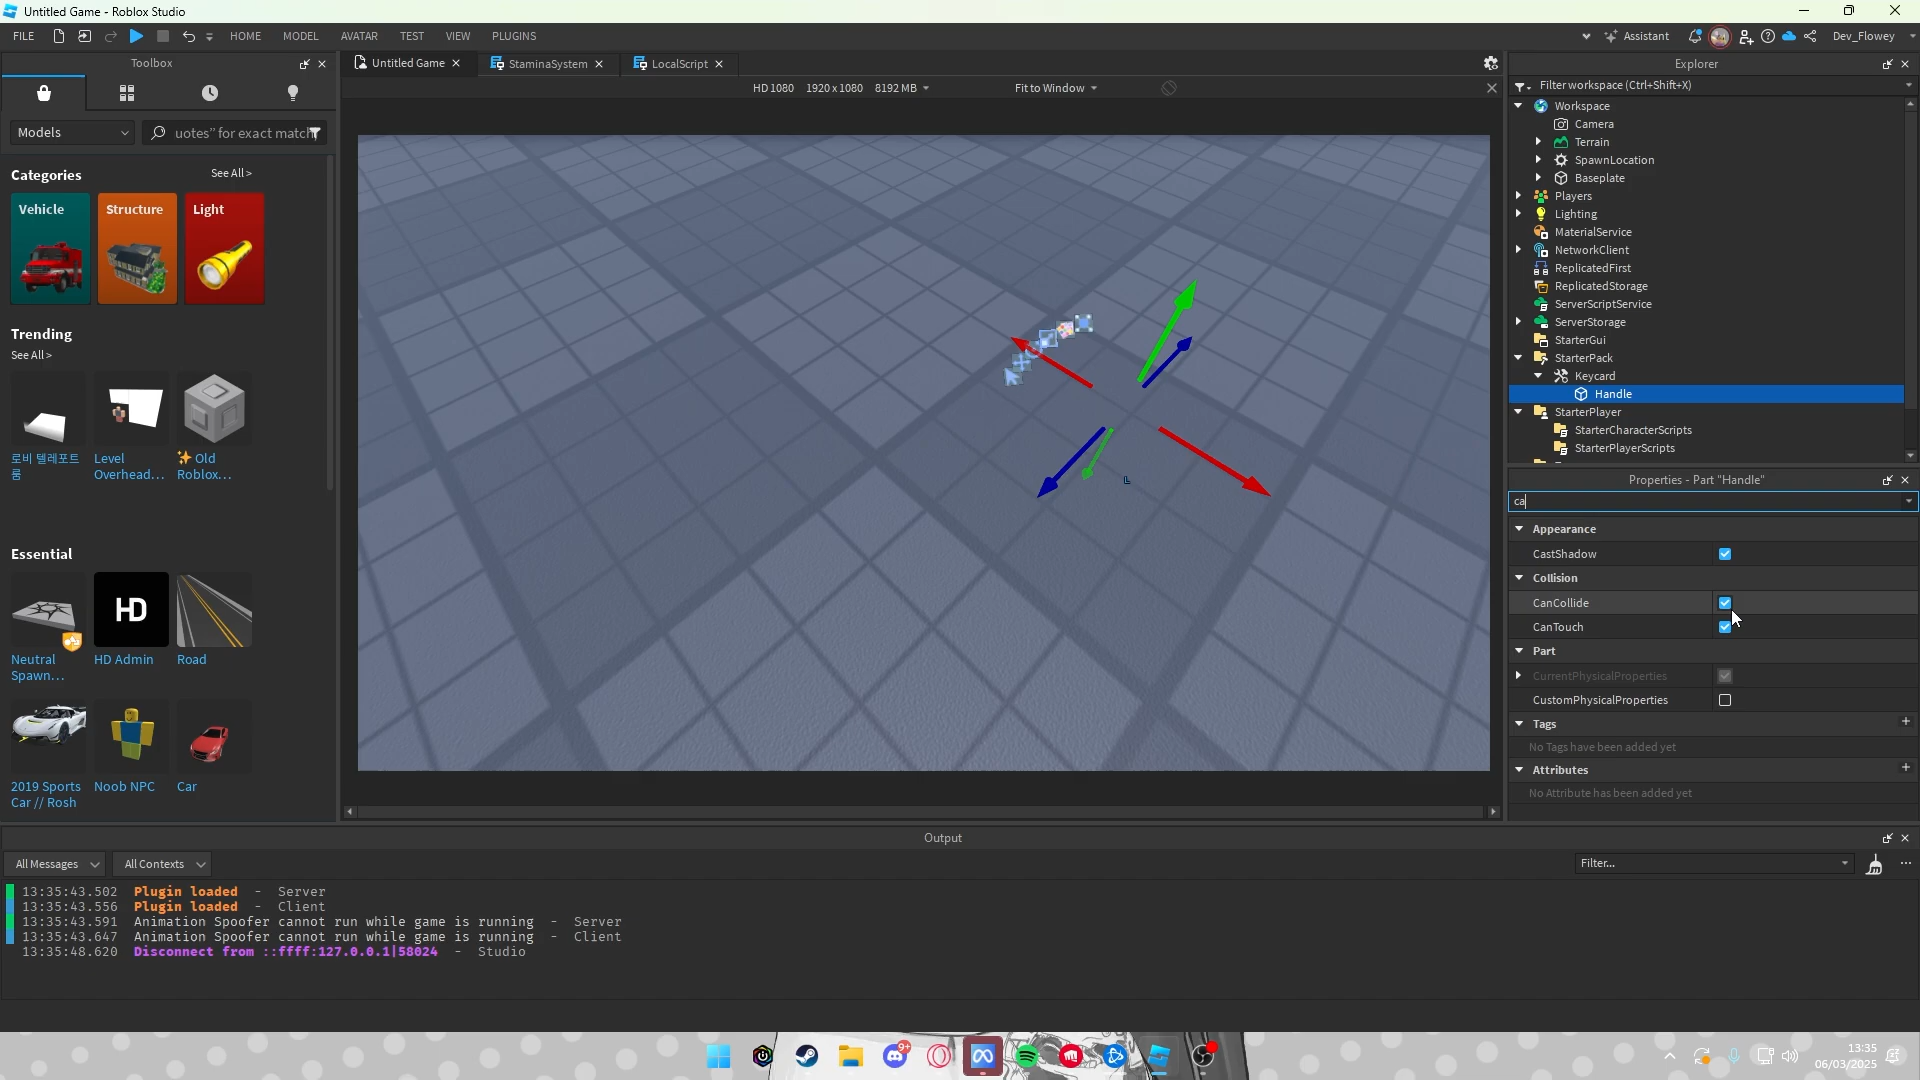 Untitled Game - Roblox Studio
FILE HOME MODEL AVATAR TEST VIEW PLUGINS Assistant Dev_Flowey
Toolbox
Untitled Game StaminaSystem LocalScript
HD 1080 1920 x 1080 8192 MB Fit to Window
Models uotes” for exact match
Categories See All >
Vehicle Structure Light
Trending
See All >
로비 텔레포트 룸
Level Overhead...
✨ Old Roblox...
Essential
HD
Neutral Spawn...
HD Admin
Road
2019 Sports Car // Rosh
Noob NPC
Car
Explorer
Filter workspace (Ctrl+Shift+X)
Workspace
Camera
Terrain
SpawnLocation
Baseplate
Players
Lighting
MaterialService
NetworkClient
ReplicatedFirst
ReplicatedStorage
ServerScriptService
ServerStorage
StarterGui
StarterPack
Keycard
Handle
StarterPlayer
StarterCharacterScripts
StarterPlayerScripts
Properties - Part "Handle"
ca
Appearance
CastShadow
Collision
CanCollide
CanTouch
Part
CurrentPhysicalProperties
CustomPhysicalProperties
Tags
No Tags have been added yet
Attributes
No Attribute has been added yet
L
Output
All Messages All Contexts Filter...
13:35:43.502 Plugin loaded - Server
13:35:43.556 Plugin loaded - Client
13:35:43.591 Animation Spoofer cannot run while game is running - Server
13:35:43.647 Animation Spoofer cannot run while game is running - Client
13:35:48.620 Disconnect from ::ffff:127.0.0.1|58024 - Studio
9+
13:35
06/03/2025